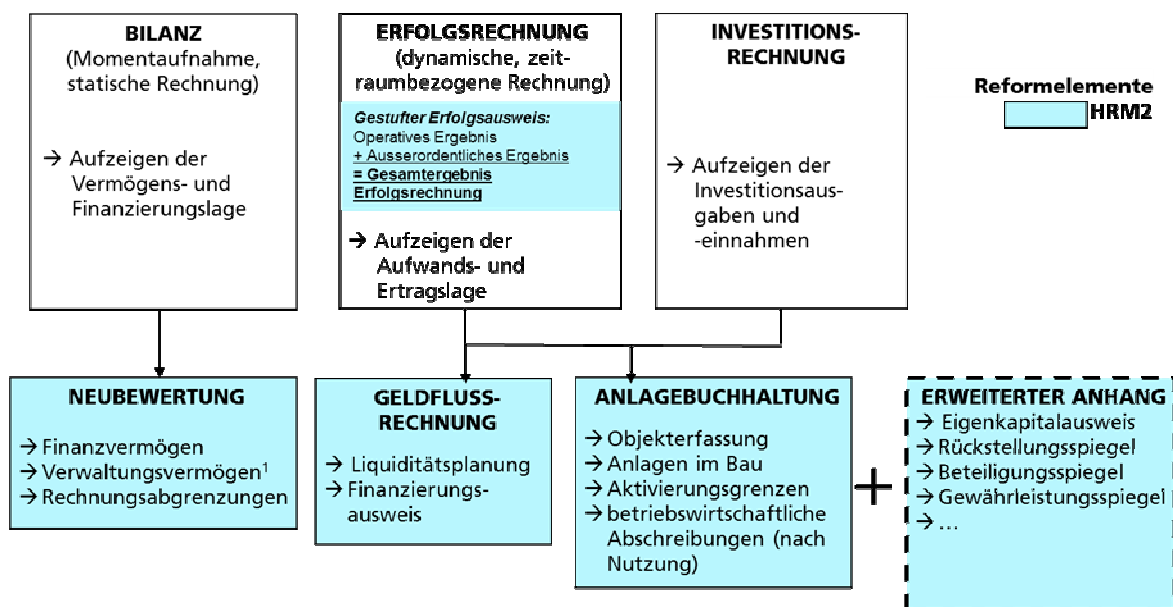 BILANZ
(Momentaufnahme,
statische Rechnung)
→ Aufzeigen der
Vermögens- und
Finanzierungslage
ERFOLGSRECHNUNG
(dynamische, zeit-
raumbezogene Rechnung)
Gestufter Erfolgsausweis:
Operatives Ergebnis
+ Ausserordentliches Ergebnis
= Gesamtergebnis
Erfolgsrechnung
→ Aufzeigen der
Aufwands- und
Ertragslage
INVESTITIONS-
RECHNUNG
→ Aufzeigen der
Investitionsaus-
gaben und
-einnahmen
Reformelemente
HRM2
NEUBEWERTUNG
→ Finanzvermögen
→ Verwaltungsvermögen¹
→ Rechnungsabgrenzungen
GELDFLUSS-
RECHNUNG
→ Liquiditätsplanung
→ Finanzierungs-
ausweis
ANLAGEBUCHHALTUNG
→ Objekterfassung
→ Anlagen im Bau
→ Aktivierungsgrenzen
→ betriebswirtschaftliche
Abschreibungen (nach
Nutzung)
+
ERWEITERTER ANHANG
→ Eigenkapitalausweis
→ Rückstellungsspiegel
→ Beteiligungsspiegel
→ Gewährleistungsspiegel
→ ...